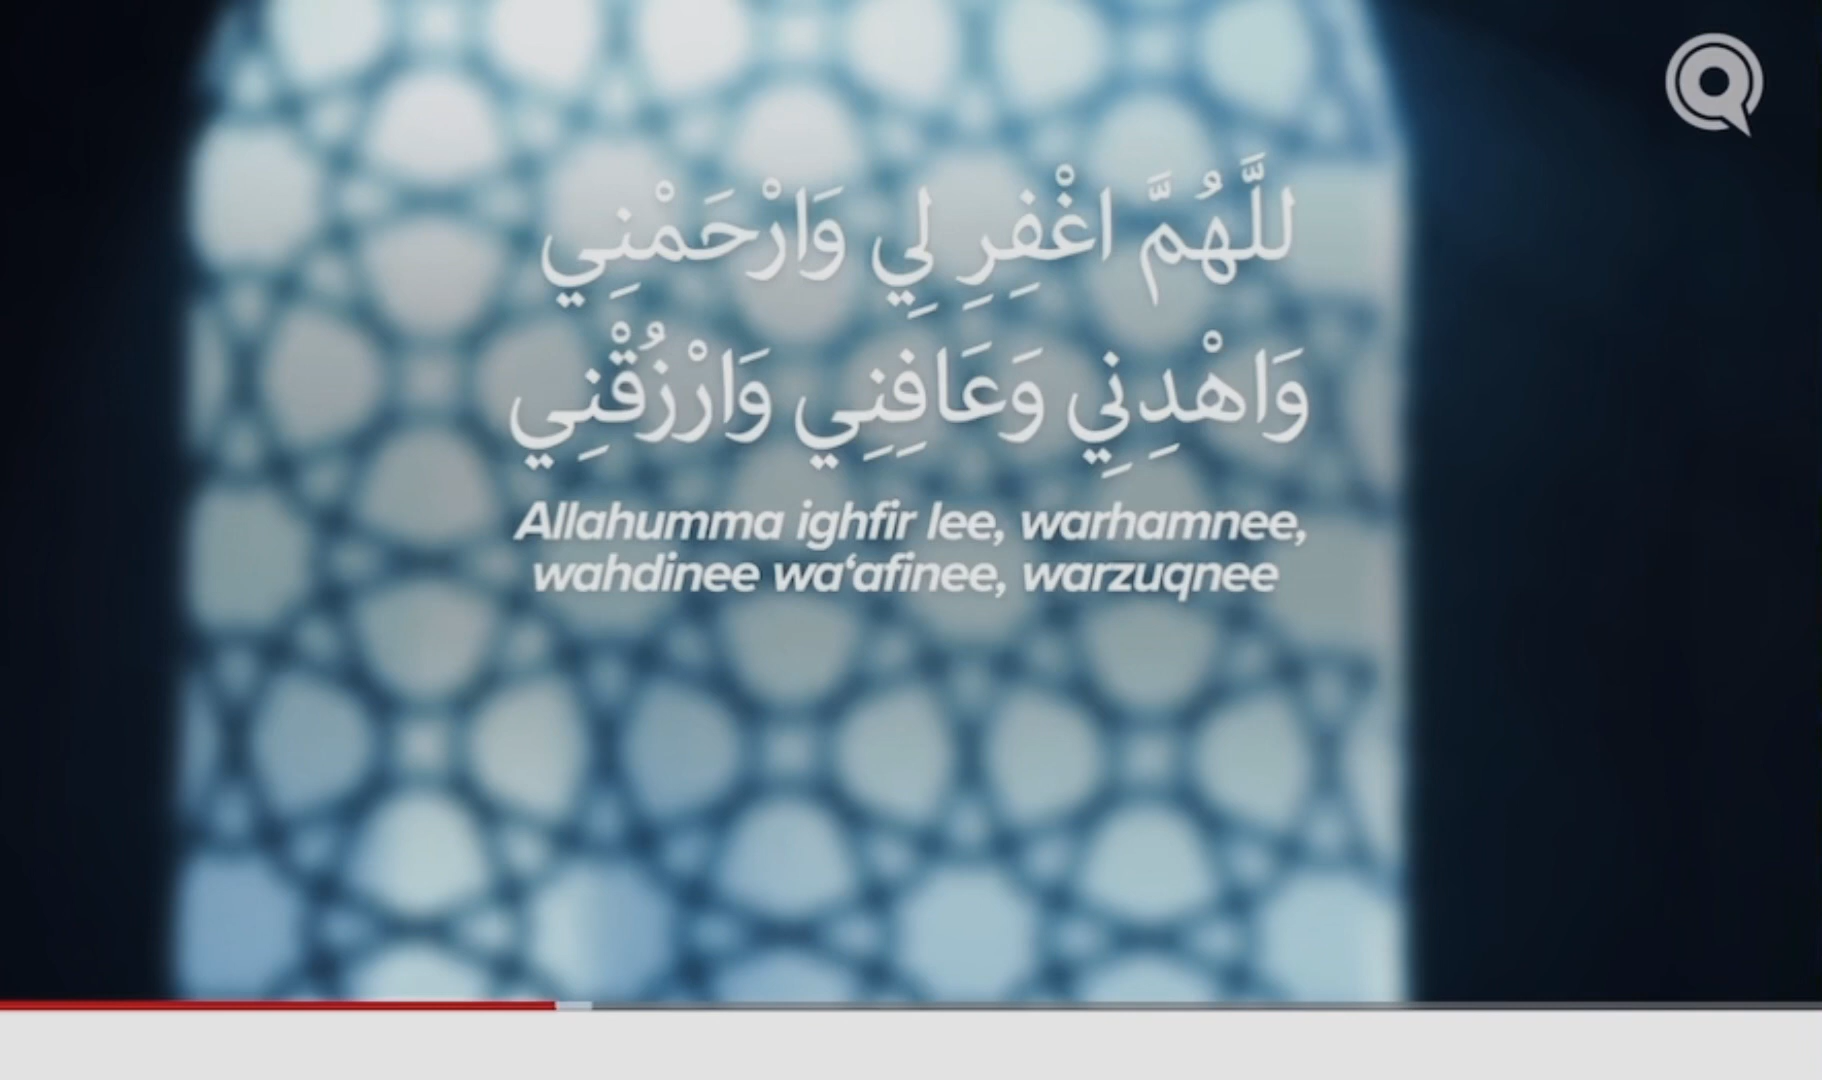 للَّهُمَّ اغْفِرِ لِي وَارْحَمْنِي
وَاهْدِنِي وَعَافِنِي وَارْزُقْنِي
Allahumma ighfir lee, warhamnee,
wahdinee wa‘afinee, warzuqnee